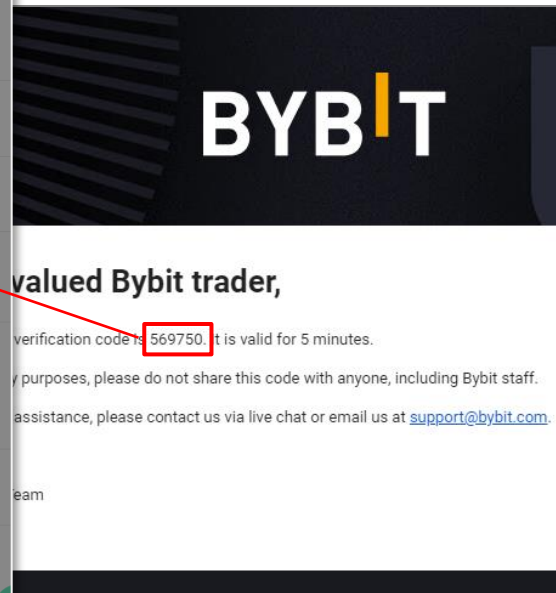 BYBIT
valued Bybit trader,
verification code is 569750. It is valid for 5 minutes.
purposes, please do not share this code with anyone, including Bybit staff.
assistance, please contact us via live chat or email us at support@bybit.com.